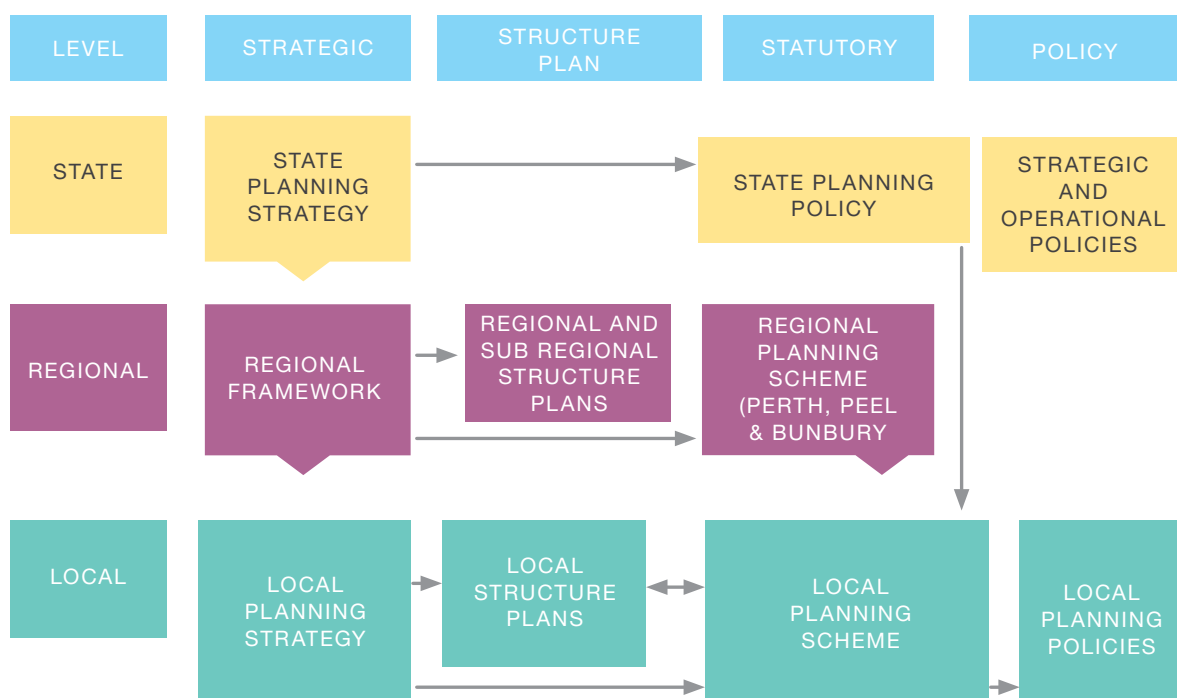 LEVEL
STRATEGIC
STRUCTURE
PLAN
STATUTORY
POLICY
STATE
STATE
PLANNING
STRATEGY
STATE PLANNING
POLICY
STRATEGIC
AND
OPERATIONAL
POLICIES
REGIONAL
REGIONAL
FRAMEWORK
REGIONAL AND
SUB REGIONAL
STRUCTURE
PLANS
REGIONAL
PLANNING
SCHEME
(PERTH, PEEL
& BUNBURY
LOCAL
LOCAL
PLANNING
STRATEGY
LOCAL
STRUCTURE
PLANS
LOCAL
PLANNING
SCHEME
LOCAL
PLANNING
POLICIES